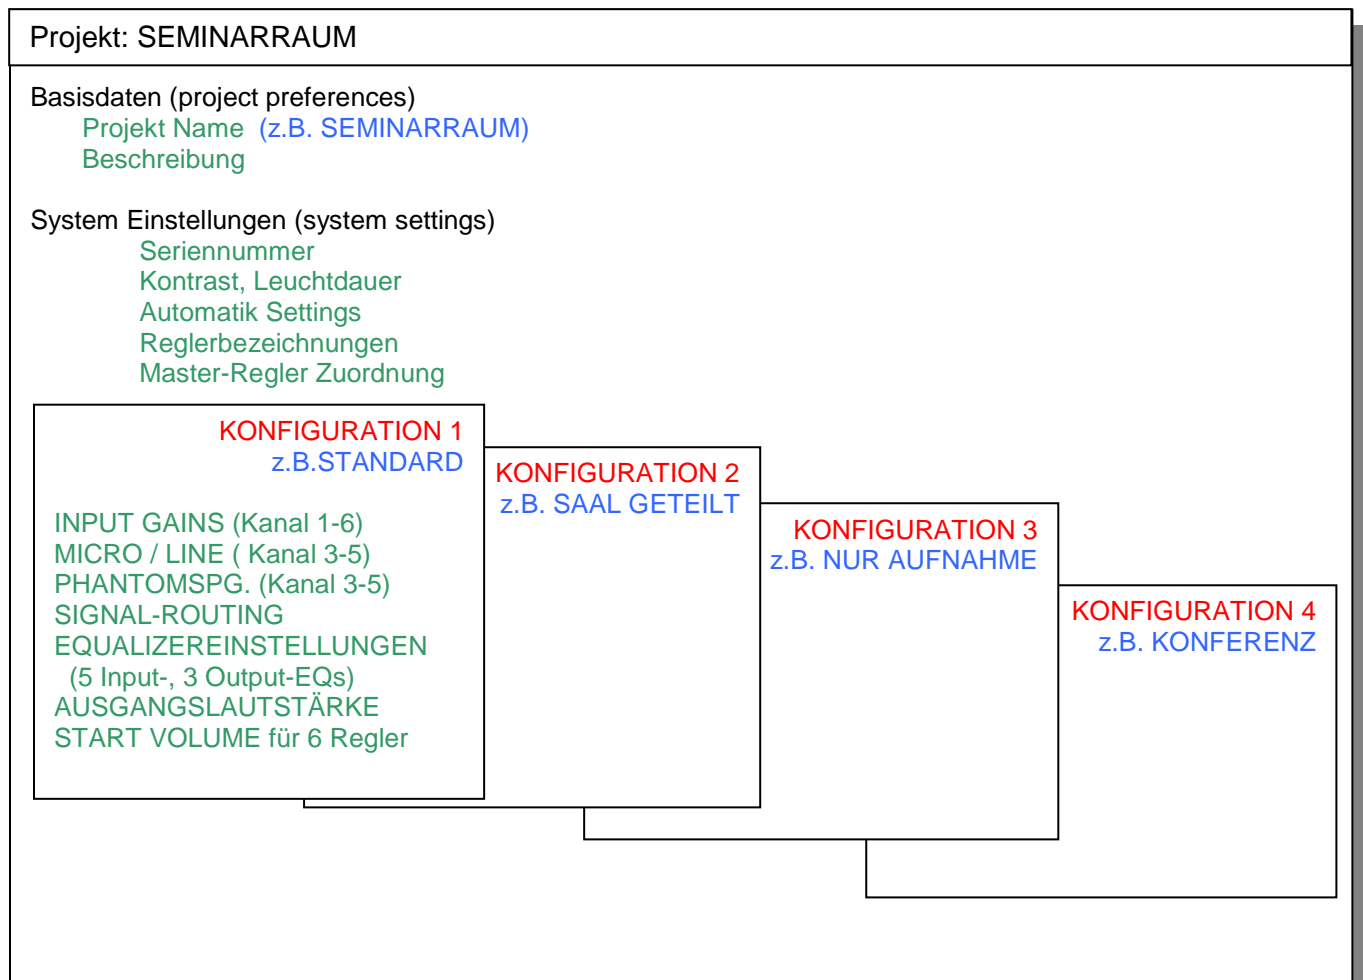 Projekt: SEMINARRAUM
Basisdaten (project preferences)
Projekt Name (z.B. SEMINARRAUM)
Beschreibung
System Einstellungen (system settings)
Seriennummer
Kontrast, Leuchtdauer
Automatik Settings
Reglerbezeichnungen
Master-Regler Zuordnung
KONFIGURATION 1
z.B.STANDARD
INPUT GAINS (Kanal 1-6)
MICRO / LINE ( Kanal 3-5)
PHANTOMSPG. (Kanal 3-5)
SIGNAL-ROUTING
EQUALIZEREINSTELLUNGEN
(5 Input-, 3 Output-EQs)
AUSGANGSLAUTSTÄRKE
START VOLUME für 6 Regler
KONFIGURATION 2
z.B. SAAL GETEILT
KONFIGURATION 3
z.B. NUR AUFNAHME
KONFIGURATION 4
z.B. KONFERENZ